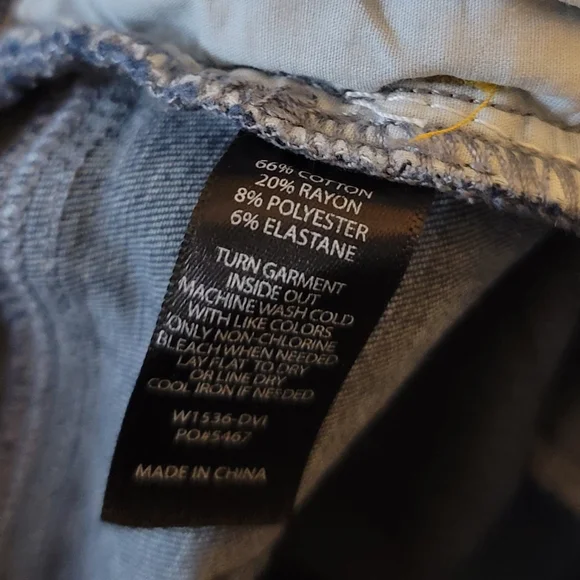 66% COTTON
20% RAYON
8% POLYESTER
6% ELASTANE
TURN GARMENT
INSIDE OUT
MACHINE WASH COLD
WITH LIKE COLORS
ONLY NON-CHLORINE
BLEACH WHEN NEEDED
LAY FLAT TO DRY
OR LINE DRY
COOL IRON IF NEEDED
W1536-DVI
PO#5467
MADE IN CHINA